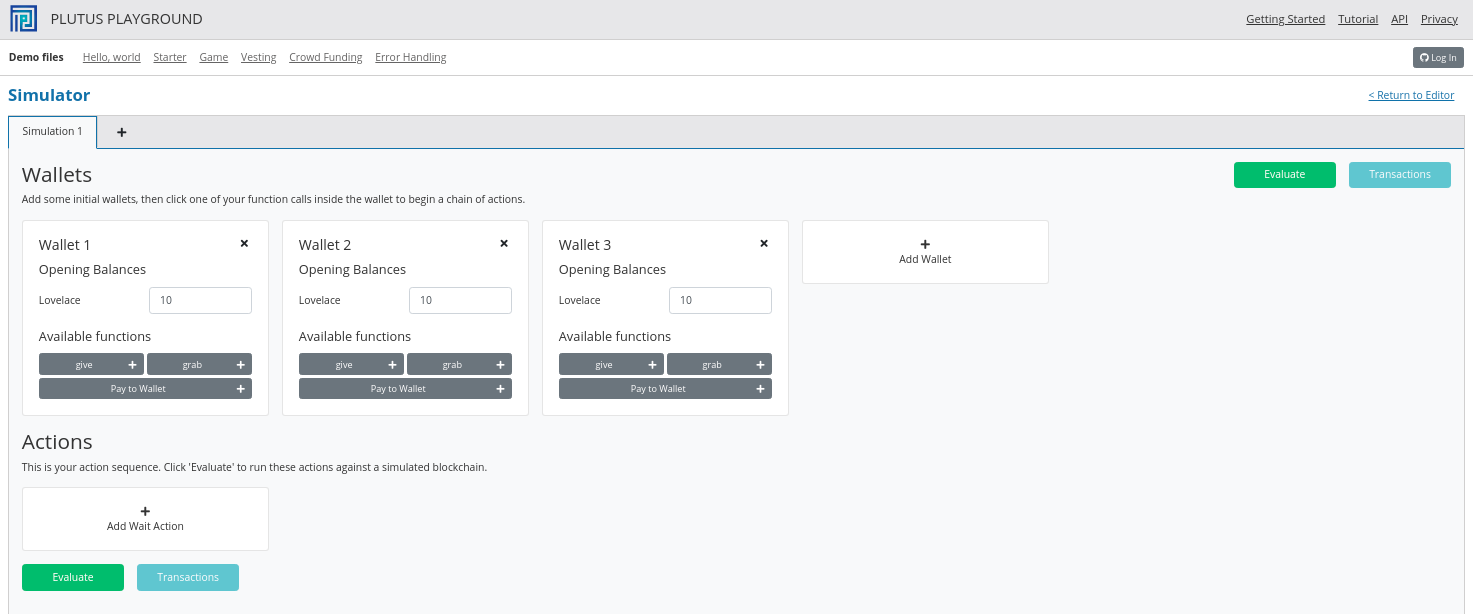 PLUTUS PLAYGROUND Getting Started Tutorial API Privacy
Demo files Hello, world Starter Game Vesting Crowd Funding Error Handling Log In
Simulator < Return to Editor
Simulation 1 +
Wallets Evaluate Transactions
Add some initial wallets, then click one of your function calls inside the wallet to begin a chain of actions.
Wallet 1 ×
Opening Balances
Lovelace 10
Available functions
give + grab +
Pay to Wallet +
Wallet 2 ×
Opening Balances
Lovelace 10
Available functions
give + grab +
Pay to Wallet +
Wallet 3 ×
Opening Balances
Lovelace 10
Available functions
give + grab +
Pay to Wallet +
+
Add Wallet
Actions
This is your action sequence. Click 'Evaluate' to run these actions against a simulated blockchain.
+
Add Wait Action
Evaluate Transactions